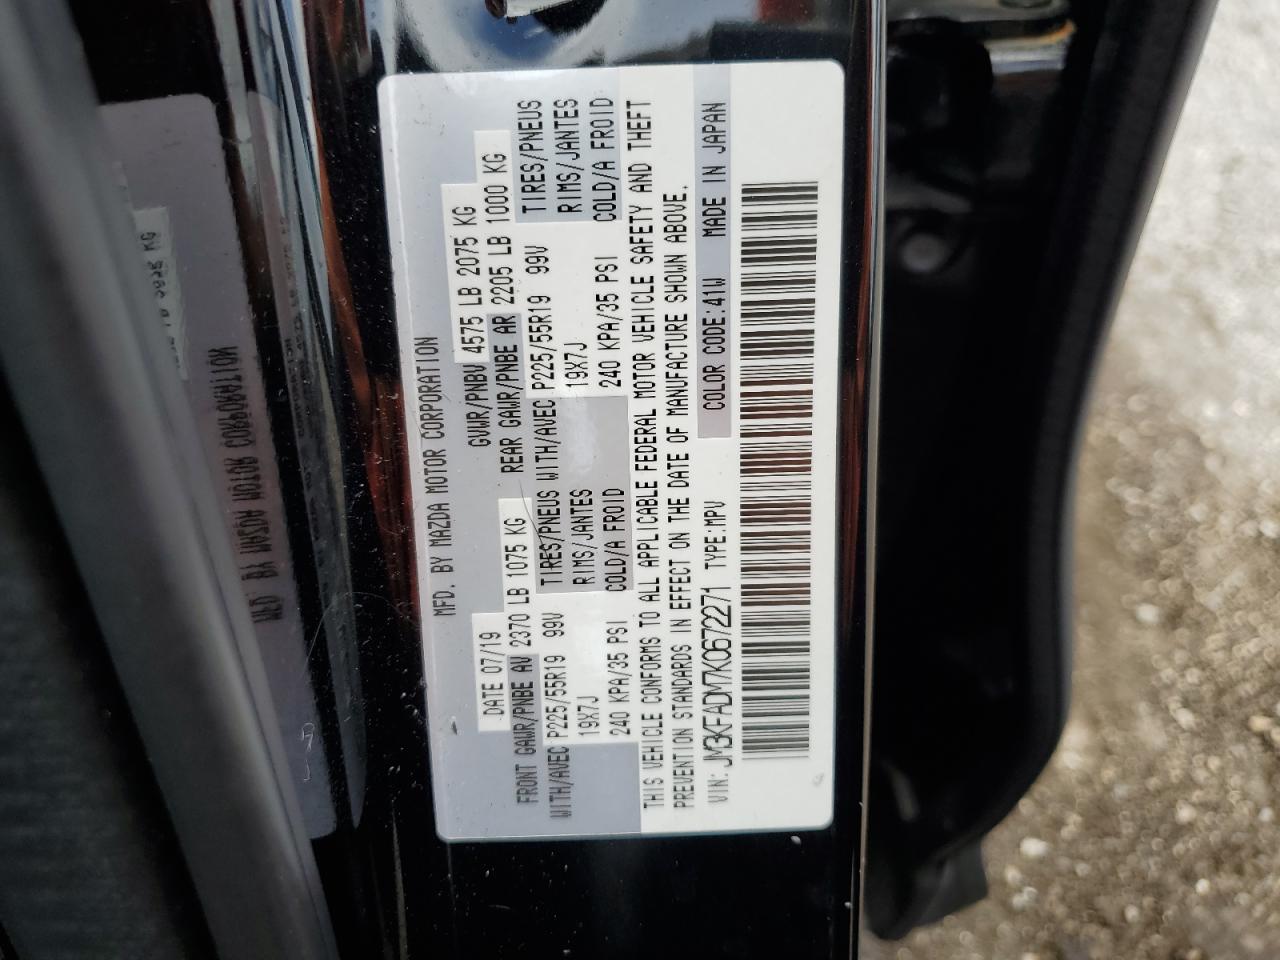 MFD. BY MAZDA MOTOR CORPORATION
DATE 07/19 GVWR/PNBV 4575 LB 2075 KG
FRONT GAWR/PNBE AV 2370 LB 1075 KG REAR GAWR/PNBE AR 2205 LB 1000 KG
WITH/AVEC P225/55R19 99V TIRES/PNEUS WITH/AVEC P225/55R19 99V TIRES/PNEUS
19X7J RIMS/JANTES 19X7J RIMS/JANTES
240 KPA/35 PSI COLD/A FROID 240 KPA/35 PSI COLD/A FROID
THIS VEHICLE CONFORMS TO ALL APPLICABLE FEDERAL MOTOR VEHICLE SAFETY AND THEFT
PREVENTION STANDARDS IN EFFECT ON THE DATE OF MANUFACTURE SHOWN ABOVE.
VIN: JM3KFADM7K0672271 TYPE:MPV COLOR CODE:41W MADE IN JAPAN